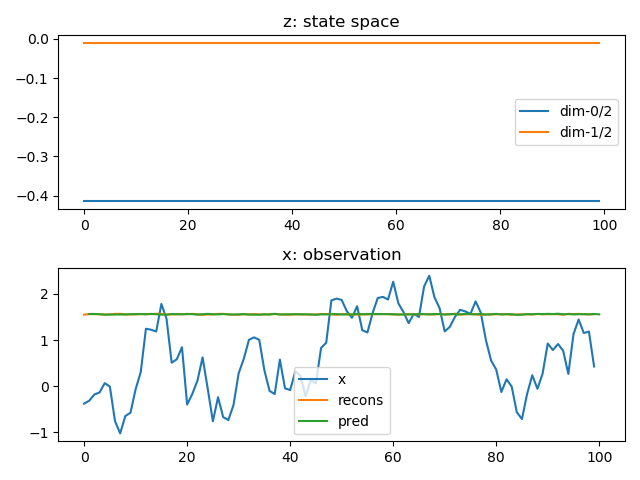 z: state space
0.0
−0.1
−0.2
−0.3
−0.4
dim-0/2
dim-1/2
0 20 40 60 80 100
x: observation
2
1
0
−1
x
recons
pred
0 20 40 60 80 100